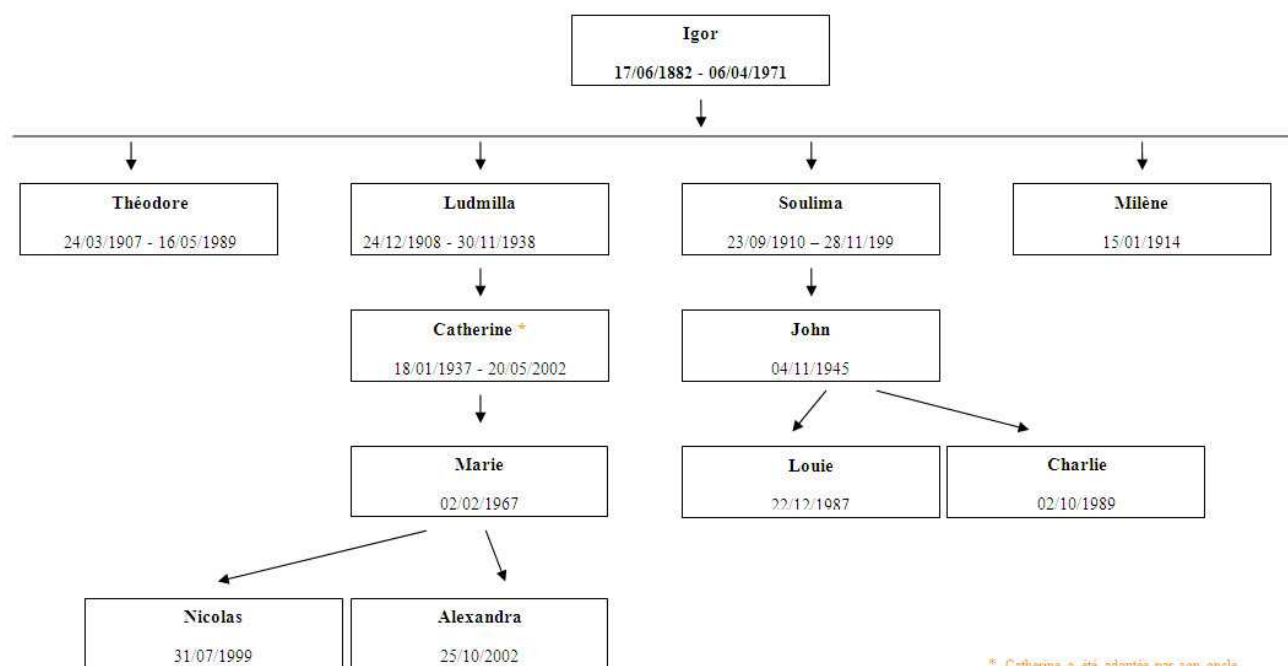 Igor
17/06/1882 - 06/04/1971
Théodore
24/03/1907 - 16/05/1989
Ludmilla
24/12/1908 - 30/11/1938
Soulima
23/09/1910 – 28/11/199
Milène
15/01/1914
Catherine *
18/01/1937 - 20/05/2002
John
04/11/1945
Marie
02/02/1967
Louie
22/12/1987
Charlie
02/10/1989
Nicolas
31/07/1999
Alexandra
25/10/2002
* Catherine a été adoptée par son oncle